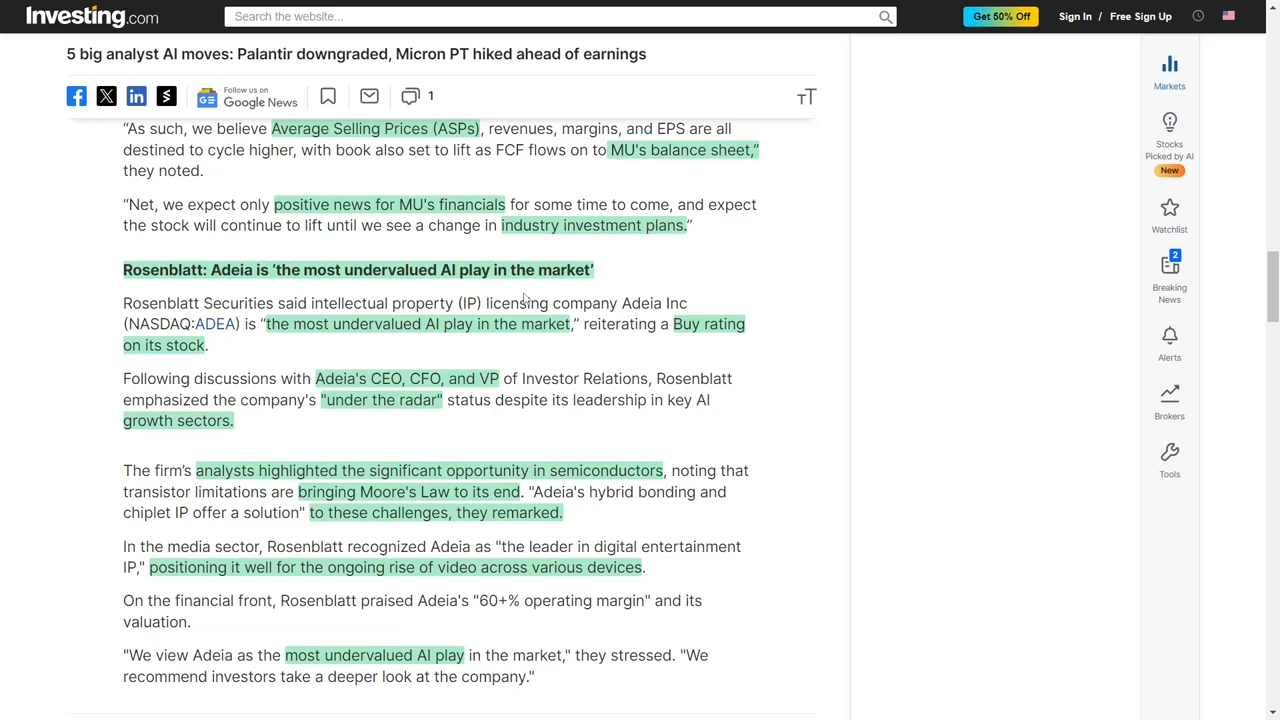 Investing.com
Search the website...
Get 50% Off
Sign In / Free Sign Up
5 big analyst AI moves: Palantir downgraded, Micron PT hiked ahead of earnings
Follow us on
Google News
1
“As such, we believe Average Selling Prices (ASPs), revenues, margins, and EPS are all
destined to cycle higher, with book also set to lift as FCF flows on to MU's balance sheet,”
they noted.
“Net, we expect only positive news for MU's financials for some time to come, and expect
the stock will continue to lift until we see a change in industry investment plans.”
Rosenblatt: Adeia is ‘the most undervalued AI play in the market’
Rosenblatt Securities said intellectual property (IP) licensing company Adeia Inc
(NASDAQ:ADEA) is “the most undervalued AI play in the market,” reiterating a Buy rating
on its stock.
Following discussions with Adeia's CEO, CFO, and VP of Investor Relations, Rosenblatt
emphasized the company's "under the radar" status despite its leadership in key AI
growth sectors.
The firm’s analysts highlighted the significant opportunity in semiconductors, noting that
transistor limitations are bringing Moore's Law to its end. "Adeia's hybrid bonding and
chiplet IP offer a solution" to these challenges, they remarked.
In the media sector, Rosenblatt recognized Adeia as "the leader in digital entertainment
IP," positioning it well for the ongoing rise of video across various devices.
On the financial front, Rosenblatt praised Adeia's "60+% operating margin" and its
valuation.
"We view Adeia as the most undervalued AI play in the market," they stressed. "We
recommend investors take a deeper look at the company."
Markets
Stocks
Picked by AI
New
Watchlist
2
Breaking
News
Alerts
Brokers
Tools